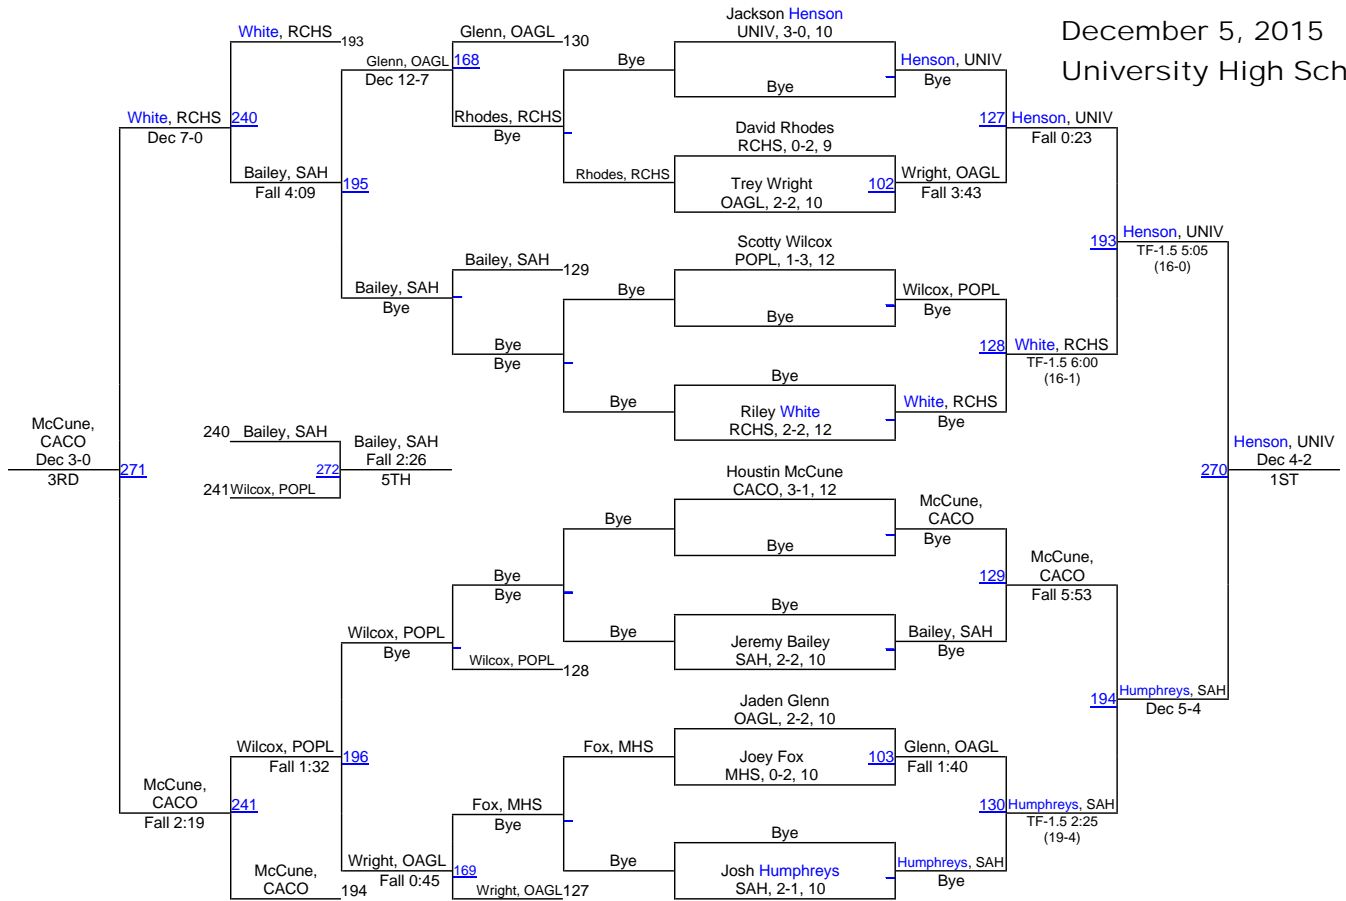 December 5, 2015
University High Sch
Jackson Henson
UNIV, 3-0, 10
White, RCHS
193
Glenn, OAGL
130
Glenn, OAGL
168
Dec 12-7
Bye
Henson, UNIV
Bye
Bye
White, RCHS
240
Dec 7-0
Rhodes, RCHS
Bye
127
Henson, UNIV
Fall 0:23
David Rhodes
RCHS, 0-2, 9
Bailey, SAH
Fall 4:09
195
Rhodes, RCHS
Trey Wright
OAGL, 2-2, 10
102
Wright, OAGL
Fall 3:43
193
Henson, UNIV
TF-1.5 5:05
(16-0)
Scotty Wilcox
POPL, 1-3, 12
Bailey, SAH
129
Bailey, SAH
Bye
Bye
Wilcox, POPL
Bye
Bye
Bye
Bye
128
White, RCHS
TF-1.5 6:00
(16-1)
Bye
Bye
Riley White
RCHS, 2-2, 12
White, RCHS
Bye
McCune,
CACO
Dec 3-0
3RD
271
240
Bailey, SAH
272
Bailey, SAH
Fall 2:26
5TH
241
Wilcox, POPL
270
Henson, UNIV
Dec 4-2
1ST
Houstin McCune
CACO, 3-1, 12
Bye
McCune,
CACO
Bye
Bye
Bye
Bye
129
McCune,
CACO
Fall 5:53
Bye
Bye
Jeremy Bailey
SAH, 2-2, 10
Bailey, SAH
Bye
Wilcox, POPL
Bye
Wilcox, POPL
128
194
Humphreys, SAH
Dec 5-4
Jaden Glenn
OAGL, 2-2, 10
Wilcox, POPL
Fall 1:32
196
Fox, MHS
Joey Fox
MHS, 0-2, 10
103
Glenn, OAGL
Fall 1:40
McCune,
CACO
Fall 2:19
241
Fox, MHS
Bye
130
Humphreys, SAH
TF-1.5 2:25
(19-4)
Bye
McCune,
CACO
194
Wright, OAGL
Fall 0:45
169
Wright, OAGL
127
Bye
Josh Humphreys
SAH, 2-1, 10
Humphreys, SAH
Bye